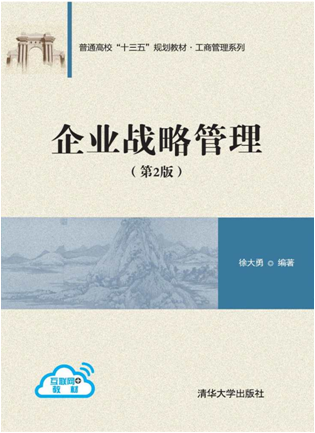 普通高校“十三五”规划教材·工商管理系列
企业战略管理
（第2版）
徐大勇 编著
互联网+
教材
清华大学出版社